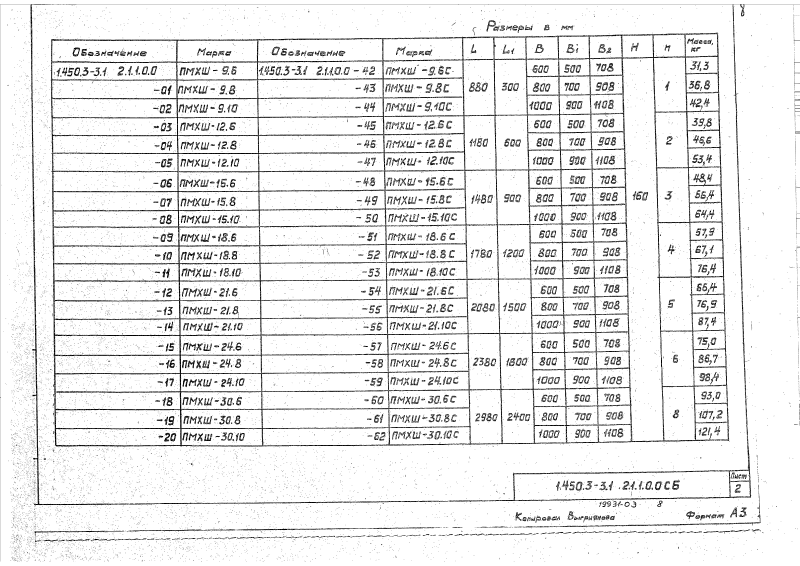 8
Размеры в мм
Обозначение Марка Обозначение Марка L L1 B B1 B2 H n Масса, кг
1.450.3-3.1 2.1.1.0.0 ПМХШ-9.6 1.450.3-3.1 2.1.1.0.0-42 ПМХШ-9.6С 880 300 600 500 708 160 1 31,3
-01 ПМХШ-9.8 -43 ПМХШ-9.8С 800 700 908 36,8
-02 ПМХШ-9.10 -44 ПМХШ-9.10С 1000 900 1108 42,4
-03 ПМХШ-12.6 -45 ПМХШ-12.6С 1180 600 600 500 708 2 39,8
-04 ПМХШ-12.8 -46 ПМХШ-12.8С 800 700 908 46,6
-05 ПМХШ-12.10 -47 ПМХШ-12.10С 1000 900 1108 53,4
-06 ПМХШ-15.6 -48 ПМХШ-15.6С 1480 900 600 500 708 3 48,4
-07 ПМХШ-15.8 -49 ПМХШ-15.8С 800 700 908 56,4
-08 ПМХШ-15.10 -50 ПМХШ-15.10С 1000 900 1108 64,4
-09 ПМХШ-18.6 -51 ПМХШ-18.6С 1780 1200 600 500 708 4 57,9
-10 ПМХШ-18.8 -52 ПМХШ-18.8С 800 700 908 67,1
-11 ПМХШ-18.10 -53 ПМХШ-18.10С 1000 900 1108 76,4
-12 ПМХШ-21.6 -54 ПМХШ-21.6С 2080 1500 600 500 708 5 66,4
-13 ПМХШ-21.8 -55 ПМХШ-21.8С 800 700 908 76,9
-14 ПМХШ-21.10 -56 ПМХШ-21.10С 1000 900 1108 87,4
-15 ПМХШ-24.6 -57 ПМХШ-24.6С 2380 1800 600 500 708 6 75,0
-16 ПМХШ-24.8 -58 ПМХШ-24.8С 800 700 908 86,7
-17 ПМХШ-24.10 -59 ПМХШ-24.10С 1000 900 1108 98,4
-18 ПМХШ-30.6 -60 ПМХШ-30.6С 2980 2400 600 500 708 8 93,0
-19 ПМХШ-30.8 -61 ПМХШ-30.8С 800 700 908 107,2
-20 ПМХШ-30.10 -62 ПМХШ-30.10С 1000 900 1108 121,4
1.450.3-3.1 2.1.1.0.0 СБ Лист 2
19931-03 8
Копировал Формат А3